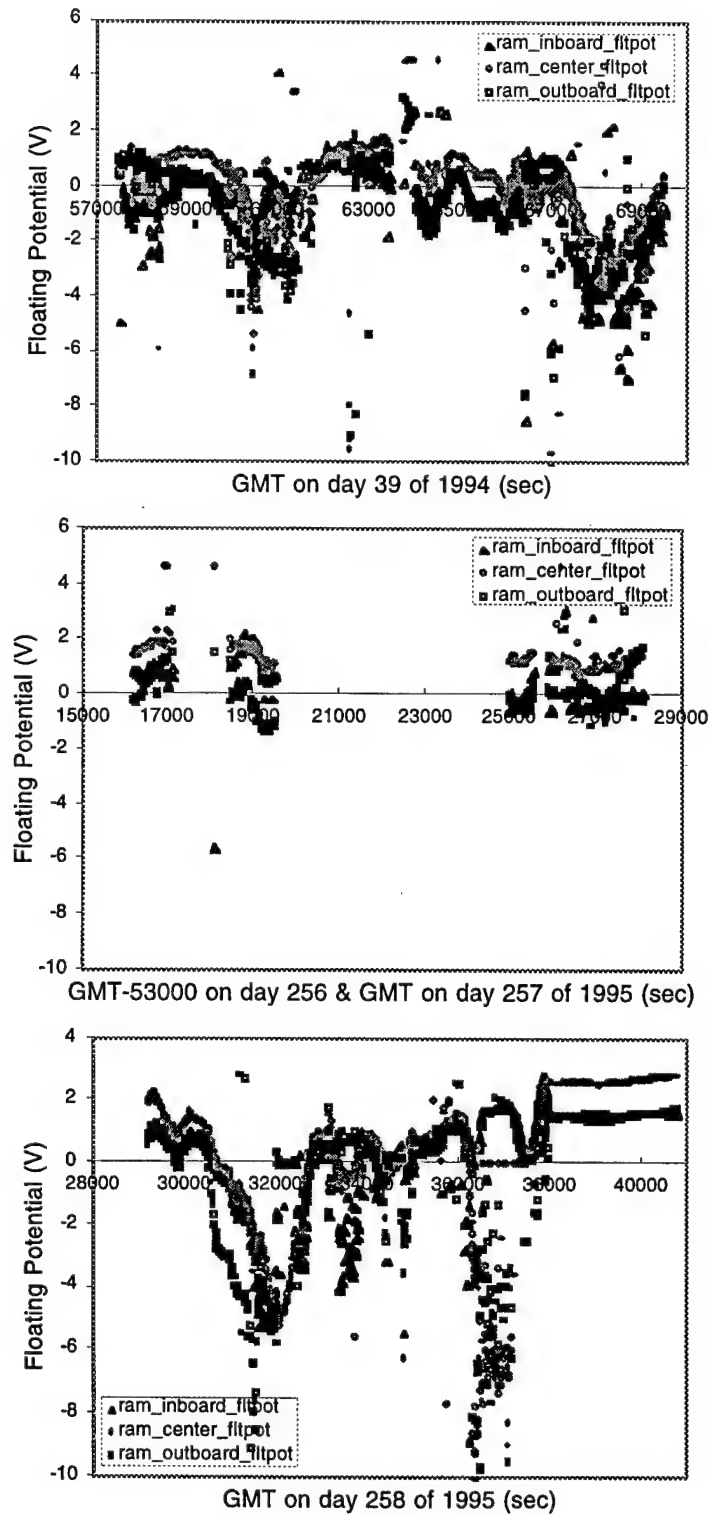 6
4
2
0
-2
-4
-6
-8
-10
Floating Potential (V)
ram_inboard_fltpot
ram_center_fltpot
ram_outboard_fltpot
57000 63000 69000
GMT on day 39 of 1994 (sec)
6
4
2
0
-2
-4
-6
-8
-10
Floating Potential (V)
ram_inboard_fltpot
ram_center_fltpot
ram_outboard_fltpot
15000 17000 19000 21000 23000 25000 27000 29000
GMT-53000 on day 256 & GMT on day 257 of 1995 (sec)
4
2
0
-2
-4
-6
-8
-10
Floating Potential (V)
28000 30000 32000 38000 40000
ram_inboard_fltpot
ram_center_fltpot
ram_outboard_fltpot
GMT on day 258 of 1995 (sec)